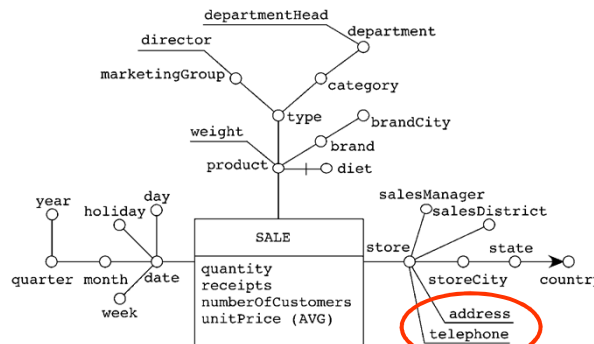 departmentHead
department
director
marketingGroup
category
type
brandCity
weight
brand
product
diet
salesManager
salesDistrict
year
holiday
day
SALE
store
state
quarter
month
date
storeCity
country
week
quantity
receipts
numberOfCustomers
unitPrice (AVG)
address
telephone